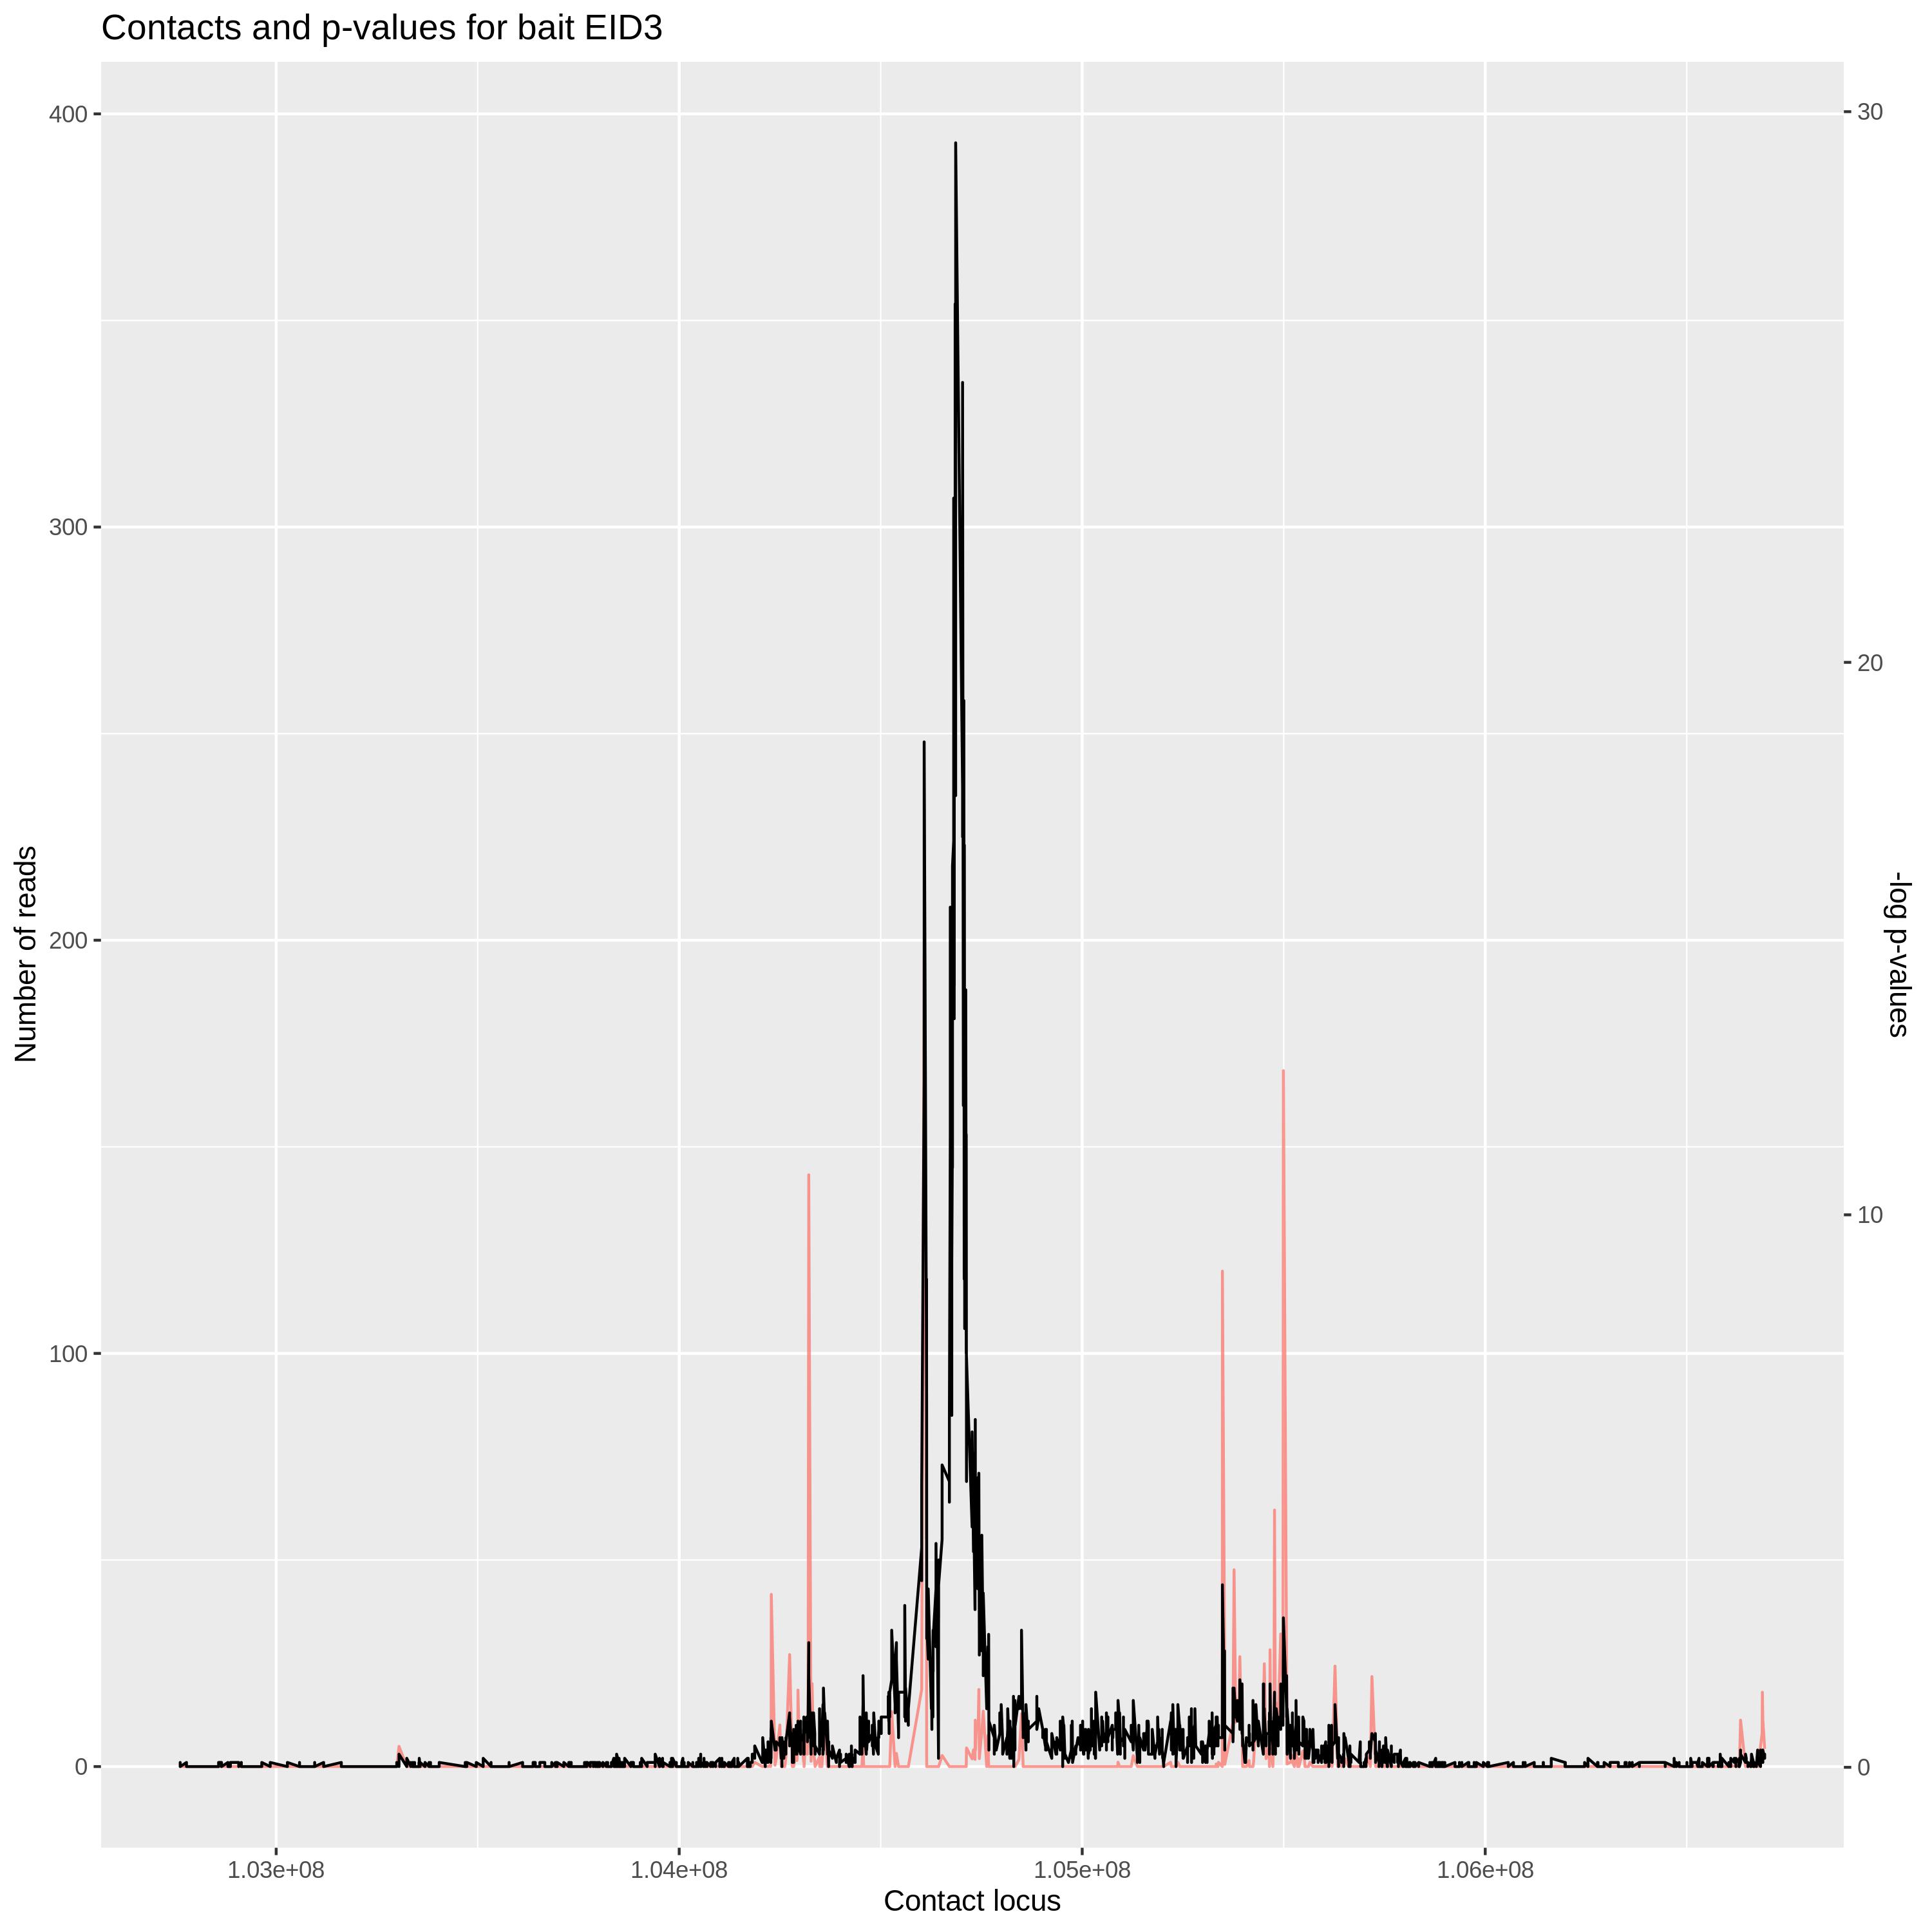 Contacts and p-values for bait EID3
400
300
200
100
0
30
20
10
0
Number of reads
-log p-values
1.03e+08
1.04e+08
1.05e+08
1.06e+08
Contact locus